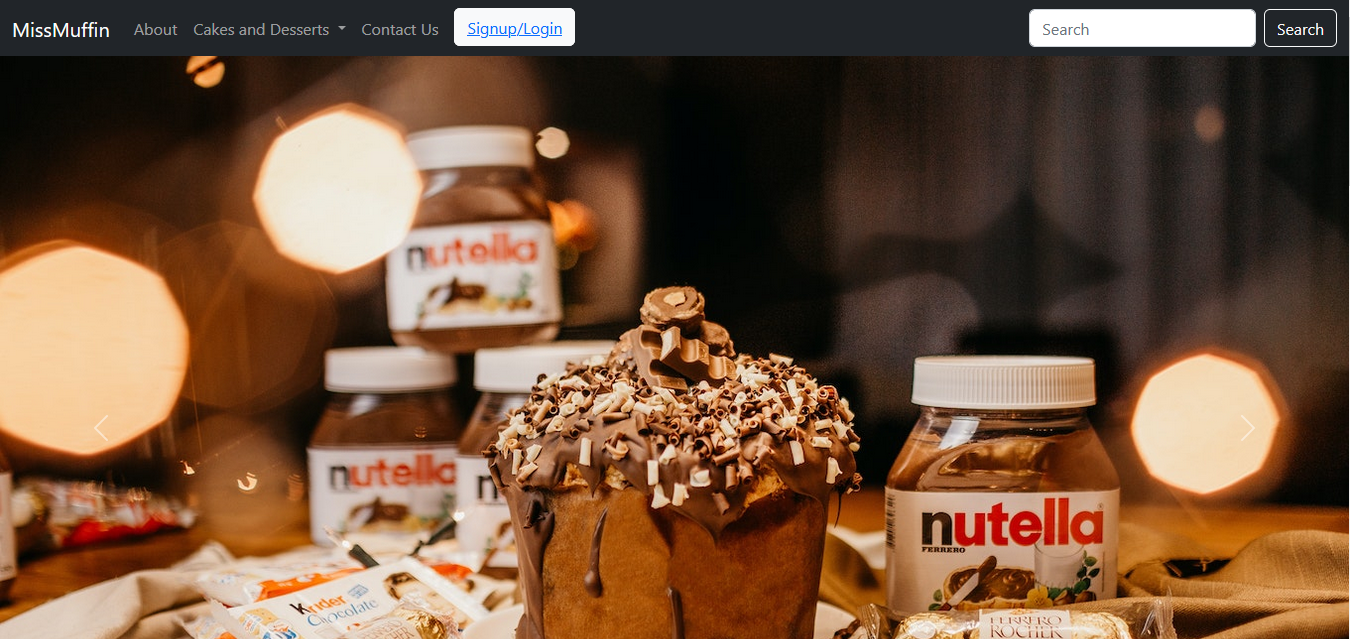 MissMuffin About Cakes and Desserts Contact Us Signup/Login Search Search
nutella
nutella
n
nutella
FERRERO
Kinder
Chocolate
FERRERO
ROCHER